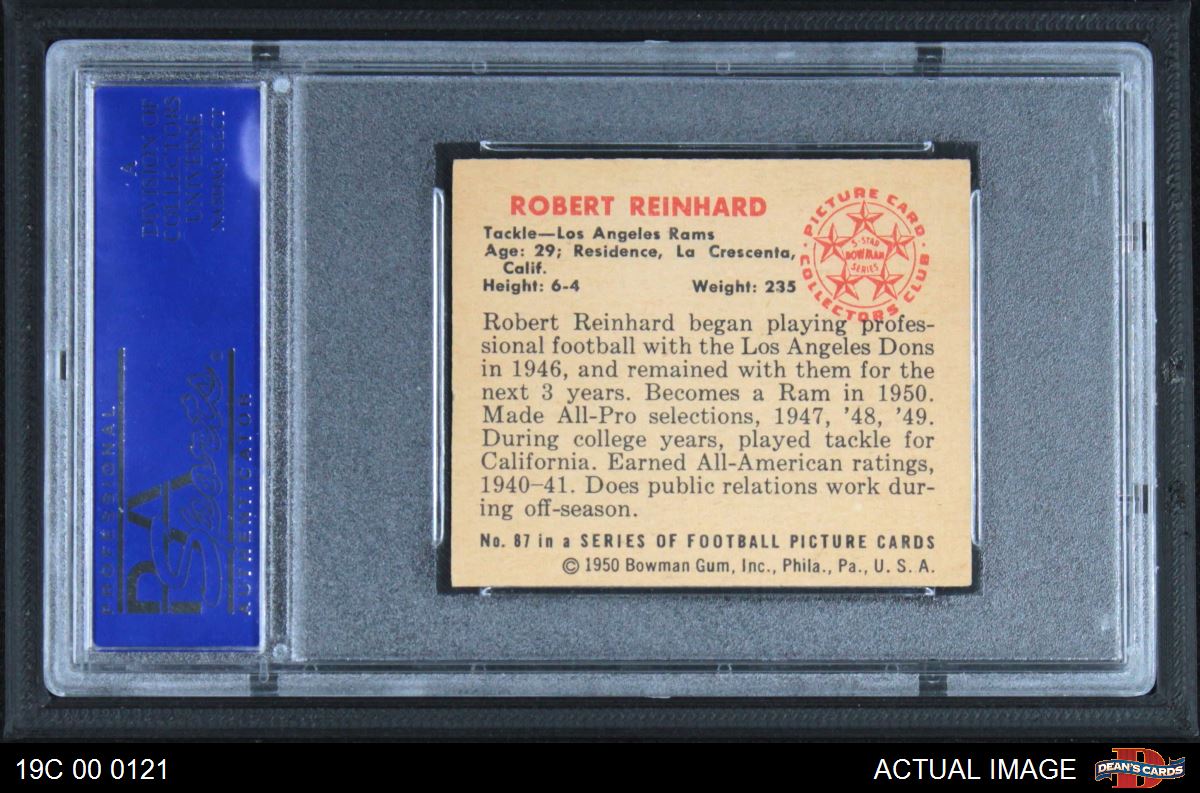 A
DIVISION OF
COLLECTORS
UNIVERSE
NASDAQ: CLCT
PROFESSIONAL
PSA
Sports
AUTHENTICATION
ROBERT REINHARD
Tackle—Los Angeles Rams
Age: 29; Residence, La Crescenta,
Calif.
Height: 6-4 Weight: 235
PICTURE CARD
COLLECTORS CLUB
5-STAR
BOWMAN
SERIES
Robert Reinhard began playing profes-
sional football with the Los Angeles Dons
in 1946, and remained with them for the
next 3 years. Becomes a Ram in 1950.
Made All-Pro selections, 1947, '48, '49.
During college years, played tackle for
California. Earned All-American ratings,
1940-41. Does public relations work dur-
ing off-season.
No. 87 in a SERIES OF FOOTBALL PICTURE CARDS
© 1950 Bowman Gum, Inc., Phila., Pa., U. S. A.
19C 00 0121
ACTUAL IMAGE
DEAN'S CARDS